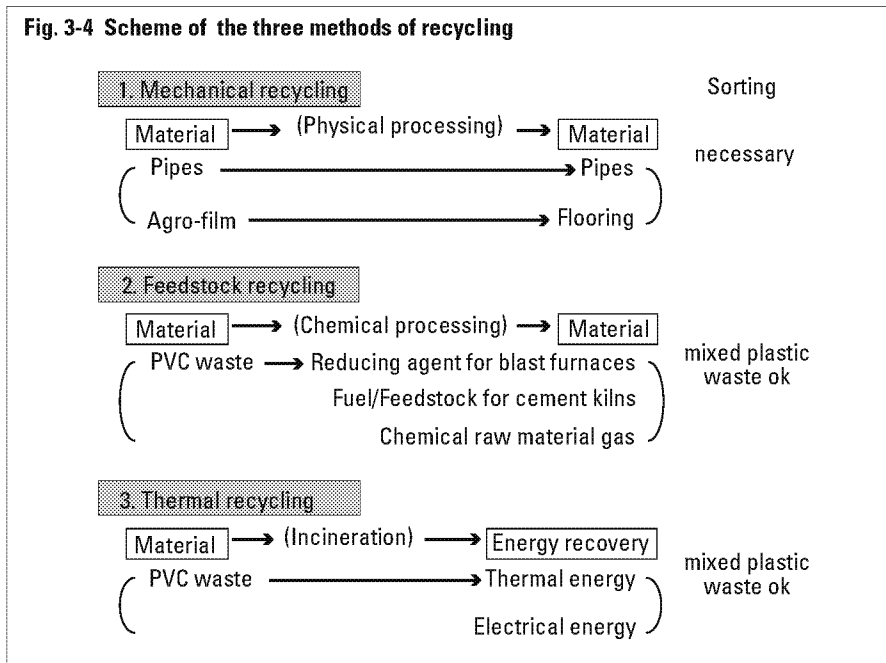 Fig. 3-4 Scheme of the three methods of recycling
1. Mechanical recycling
Sorting
Material (Physical processing) Material
necessary
Pipes Pipes
Agro-film Flooring
2. Feedstock recycling
Material (Chemical processing) Material
PVC waste Reducing agent for blast furnaces
mixed plastic
waste ok
Fuel/Feedstock for cement kilns
Chemical raw material gas
3. Thermal recycling
Material (Incineration) Energy recovery
PVC waste Thermal energy
mixed plastic
waste ok
Electrical energy